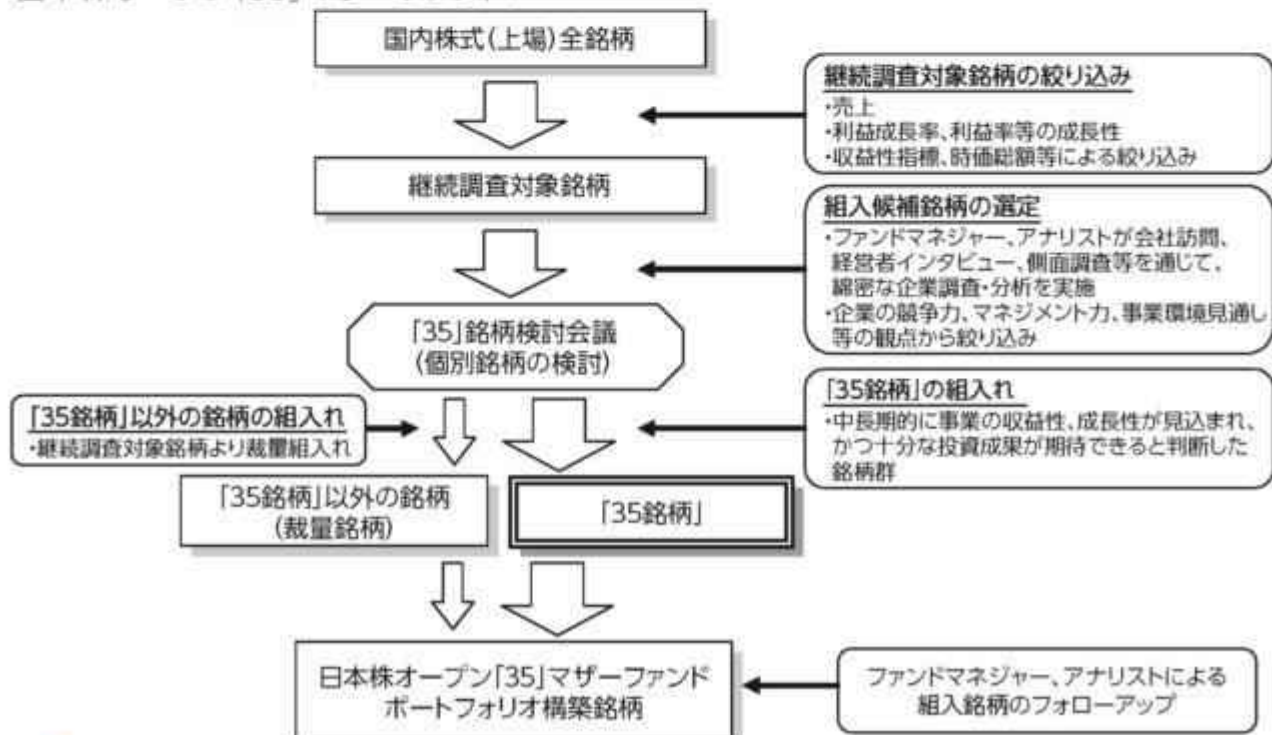 国内株式(上場)全銘柄
継続調査対象銘柄の絞り込み
・売上
・利益成長率、利益率等の成長性
・収益性指標、時価総額等による絞り込み
継続調査対象銘柄
組入候補銘柄の選定
・ファンドマネジャー、アナリストが会社訪問、
経営者インタビュー、側面調査等を通じて、
綿密な企業調査・分析を実施
・企業の競争力、マネジメント力、事業環境見通し
等の観点から絞り込み
「35」銘柄検討会議
(個別銘柄の検討)
「35銘柄」以外の銘柄の組入れ
・継続調査対象銘柄より裁量組入れ
「35銘柄」の組入れ
・中長期的に事業の収益性、成長性が見込まれ、
かつ十分な投資成果が期待できると判断した
銘柄群
「35銘柄」以外の銘柄
(裁量銘柄)
「35銘柄」
日本株オープン「35」マザーファンド
ポートフォリオ構築銘柄
ファンドマネジャー、アナリストによる
組入銘柄のフォローアップ